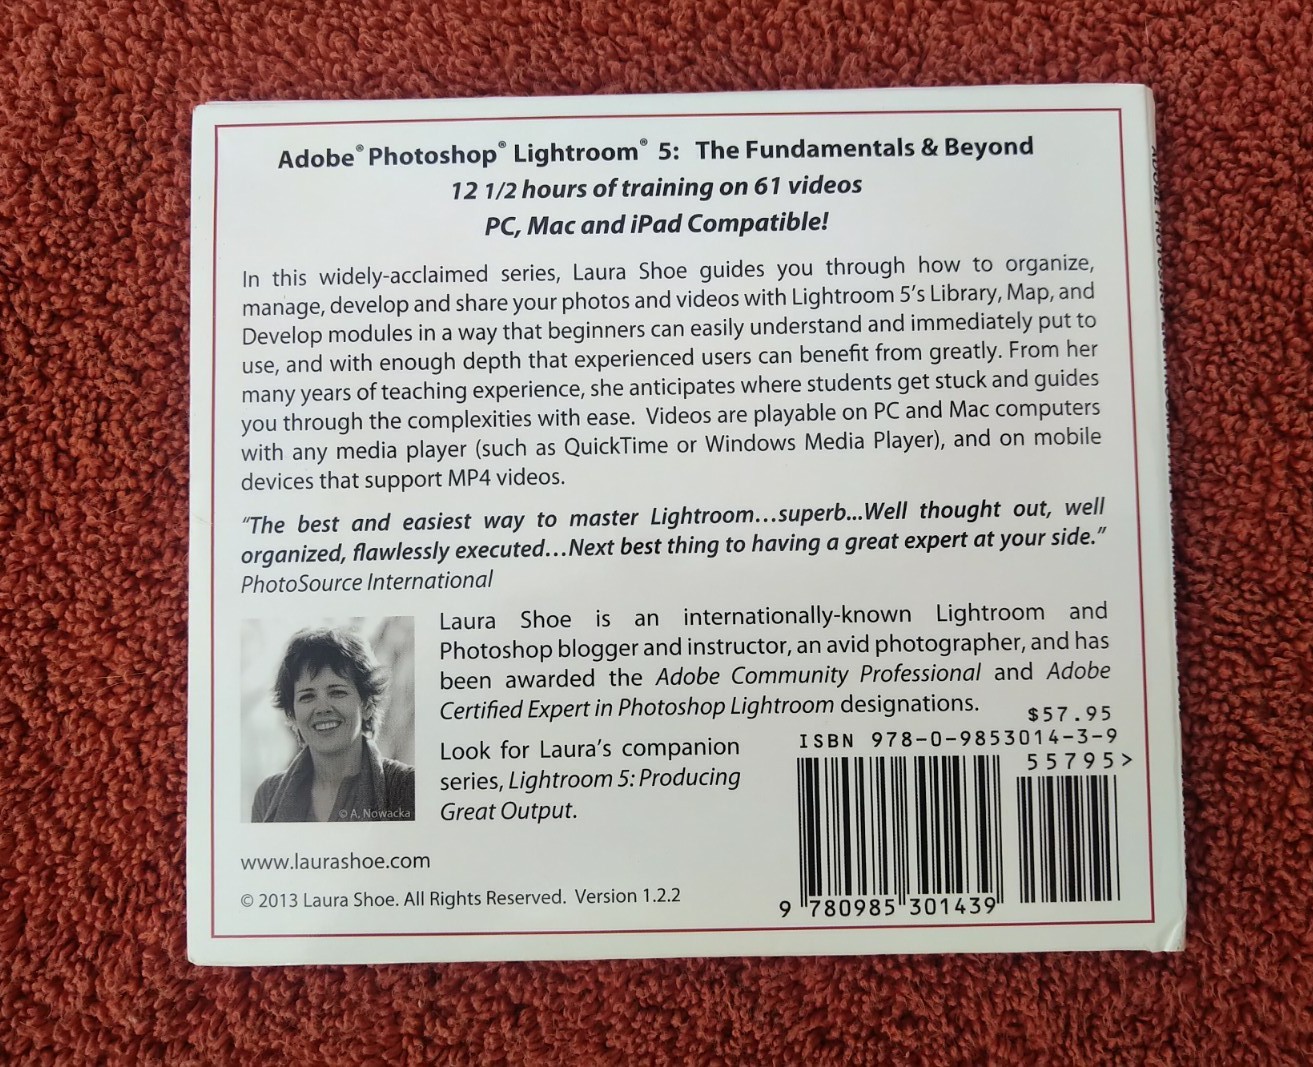 Adobe® Photoshop® Lightroom® 5: The Fundamentals & Beyond
12 1/2 hours of training on 61 videos
PC, Mac and iPad Compatible!
In this widely-acclaimed series, Laura Shoe guides you through how to organize,
manage, develop and share your photos and videos with Lightroom 5's Library, Map, and
Develop modules in a way that beginners can easily understand and immediately put to
use, and with enough depth that experienced users can benefit from greatly. From her
many years of teaching experience, she anticipates where students get stuck and guides
you through the complexities with ease. Videos are playable on PC and Mac computers
with any media player (such as QuickTime or Windows Media Player), and on mobile
devices that support MP4 videos.
“The best and easiest way to master Lightroom…superb...Well thought out, well
organized, flawlessly executed…Next best thing to having a great expert at your side.”
PhotoSource International
Laura Shoe is an internationally-known Lightroom and
Photoshop blogger and instructor, an avid photographer, and has
been awarded the Adobe Community Professional and Adobe
Certified Expert in Photoshop Lightroom designations.
Look for Laura's companion
series, Lightroom 5: Producing
Great Output.
© A. Nowacka
www.laurashoe.com
© 2013 Laura Shoe. All Rights Reserved. Version 1.2.2
$57.95
ISBN 978-0-9853014-3-9
55795>
9 780985 301439